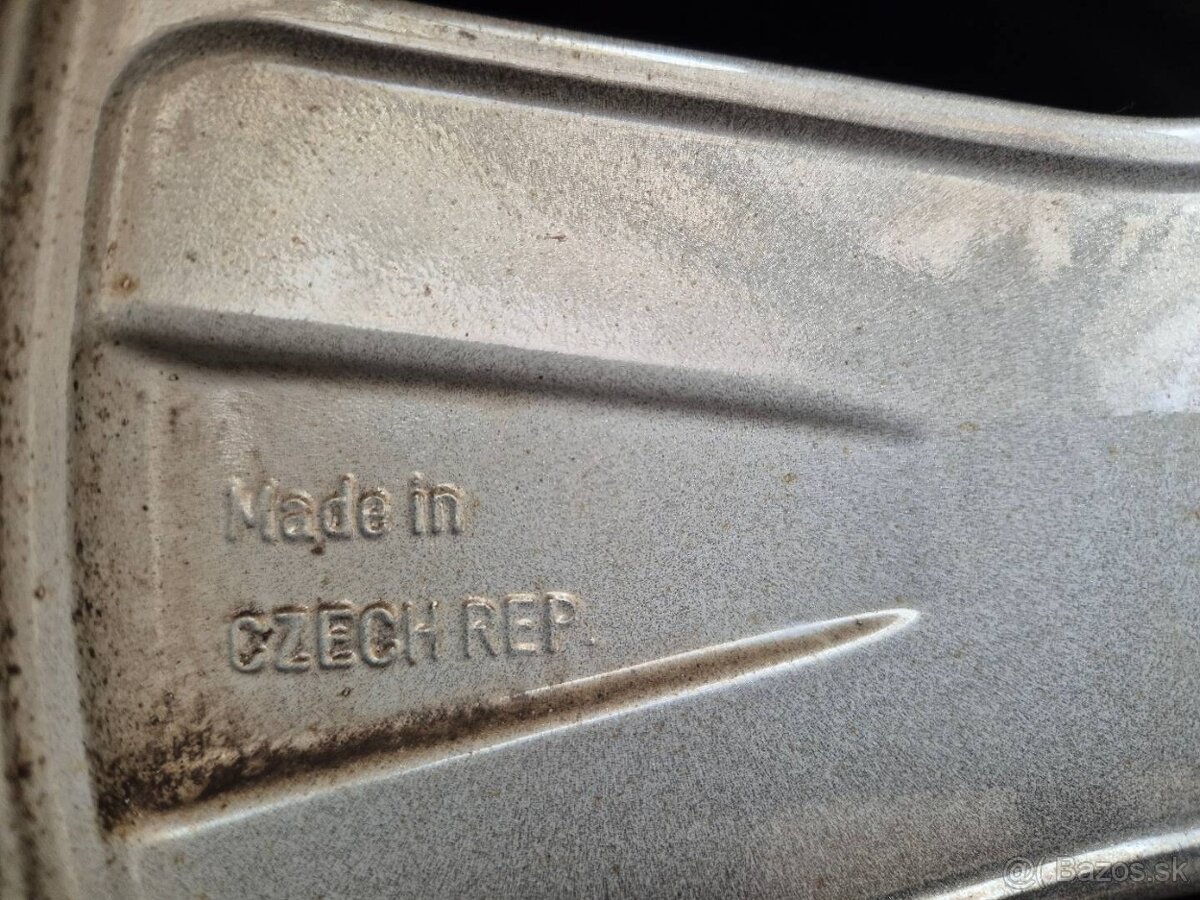 Made in
CZECH REP.
@ Bazos.sk